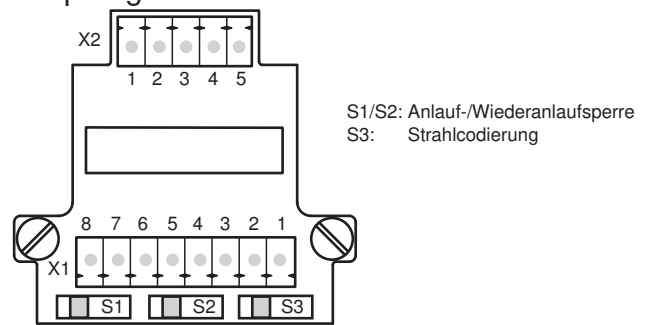 X2
1 2 3 4 5
S1/S2: Anlauf-/Wiederanlaufsperre
S3: Strahlcodierung
8 7 6 5 4 3 2 1
X1
S1 S2 S3